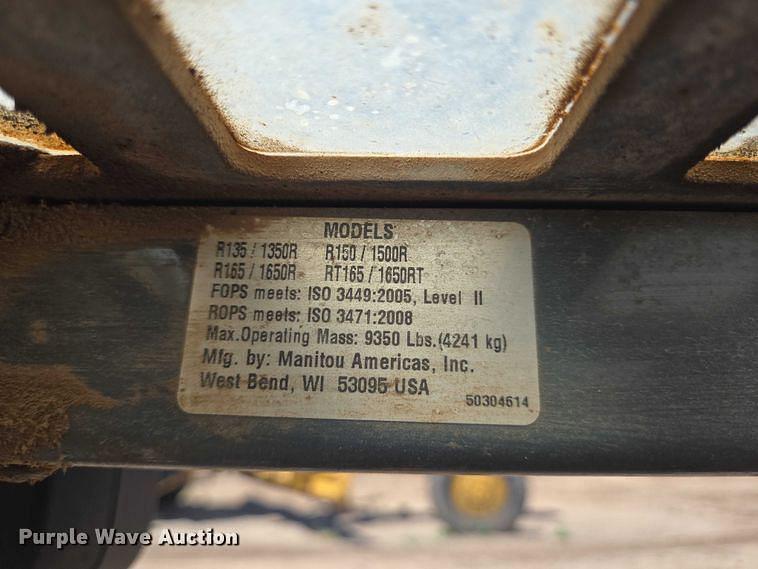 MODELS
R135 / 1350R R150 / 1500R
R165 / 1650R RT165 / 1650RT
FOPS meets: ISO 3449:2005, Level II
ROPS meets: ISO 3471:2008
Max.Operating Mass: 9350 Lbs.(4241 kg)
Mfg. by: Manitou Americas, Inc.
West Bend, WI 53095 USA
50304614
Purple Wave Auction®